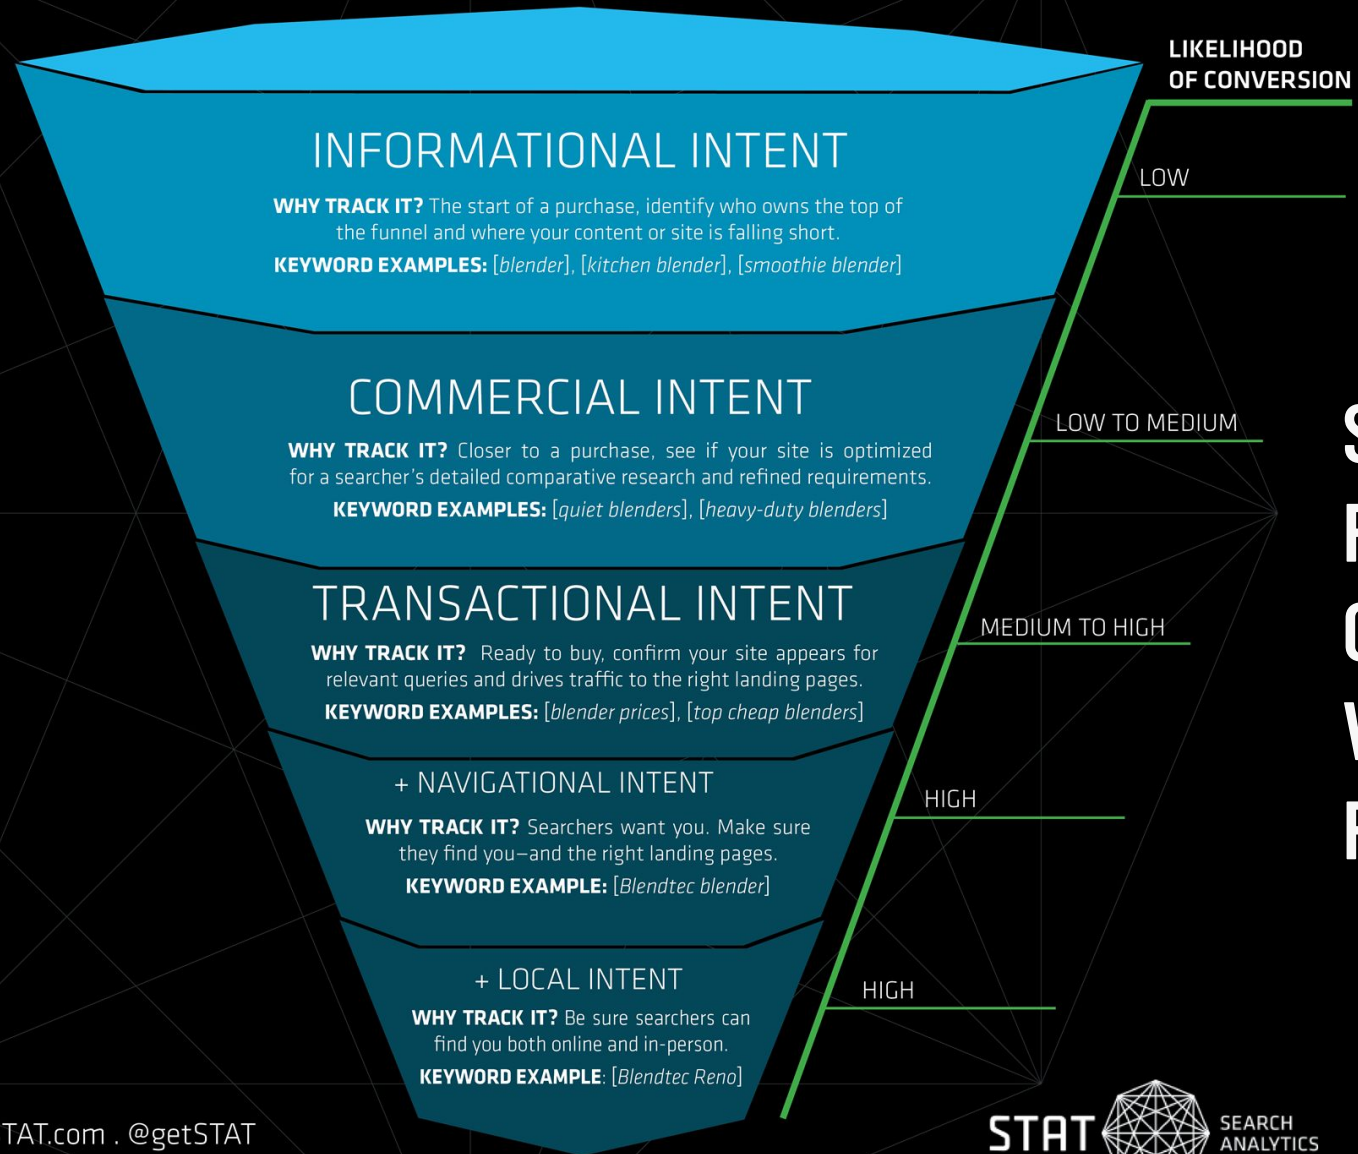 LIKELIHOOD
OF CONVERSION
INFORMATIONAL INTENT
WHY TRACK IT? The start of a purchase, identify who owns the top of
the funnel and where your content or site is falling short.
KEYWORD EXAMPLES: [blender], [kitchen blender], [smoothie blender]
LOW
COMMERCIAL INTENT
WHY TRACK IT? Closer to a purchase, see if your site is optimized
for a searcher's detailed comparative research and refined requirements.
KEYWORD EXAMPLES: [quiet blenders], [heavy-duty blenders]
LOW TO MEDIUM
TRANSACTIONAL INTENT
WHY TRACK IT? Ready to buy, confirm your site appears for
relevant queries and drives traffic to the right landing pages.
KEYWORD EXAMPLES: [blender prices], [top cheap blenders]
MEDIUM TO HIGH
+ NAVIGATIONAL INTENT
WHY TRACK IT? Searchers want you. Make sure
they find you—and the right landing pages.
KEYWORD EXAMPLE: [Blendtec blender]
HIGH
+ LOCAL INTENT
WHY TRACK IT? Be sure searchers can
find you both online and in-person.
KEYWORD EXAMPLE: [Blendtec Reno]
HIGH
TAT.com . @getSTAT
STAT SEARCH
ANALYTICS